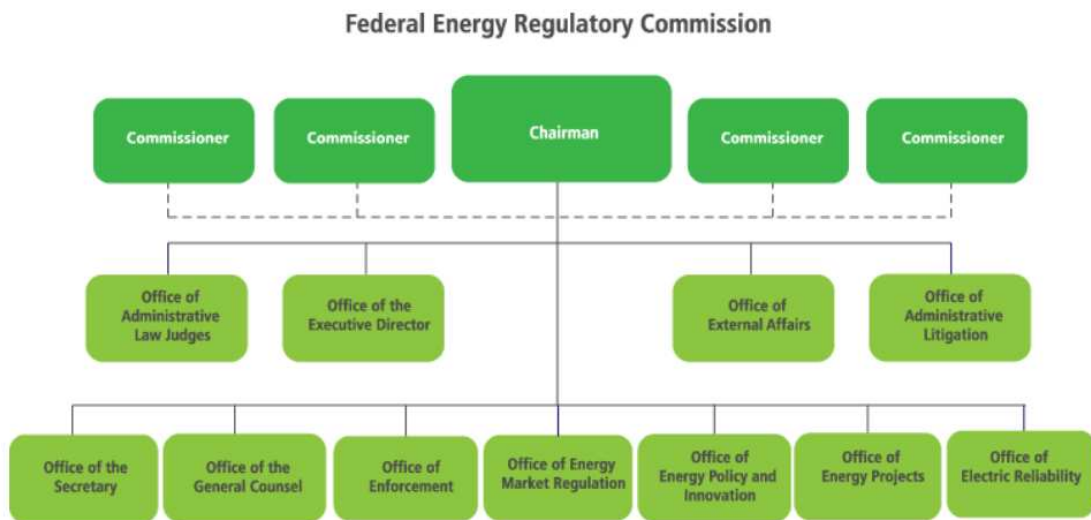 Federal Energy Regulatory Commission
Commissioner
Commissioner
Chairman
Commissioner
Commissioner
Office of
Administrative
Law Judges
Office of the
Executive Director
Office of
External Affairs
Office of
Administrative
Litigation
Office of the
Secretary
Office of the
General Counsel
Office of
Enforcement
Office of Energy
Market Regulation
Office of
Energy Policy and
Innovation
Office of
Energy Projects
Office of
Electric Reliability